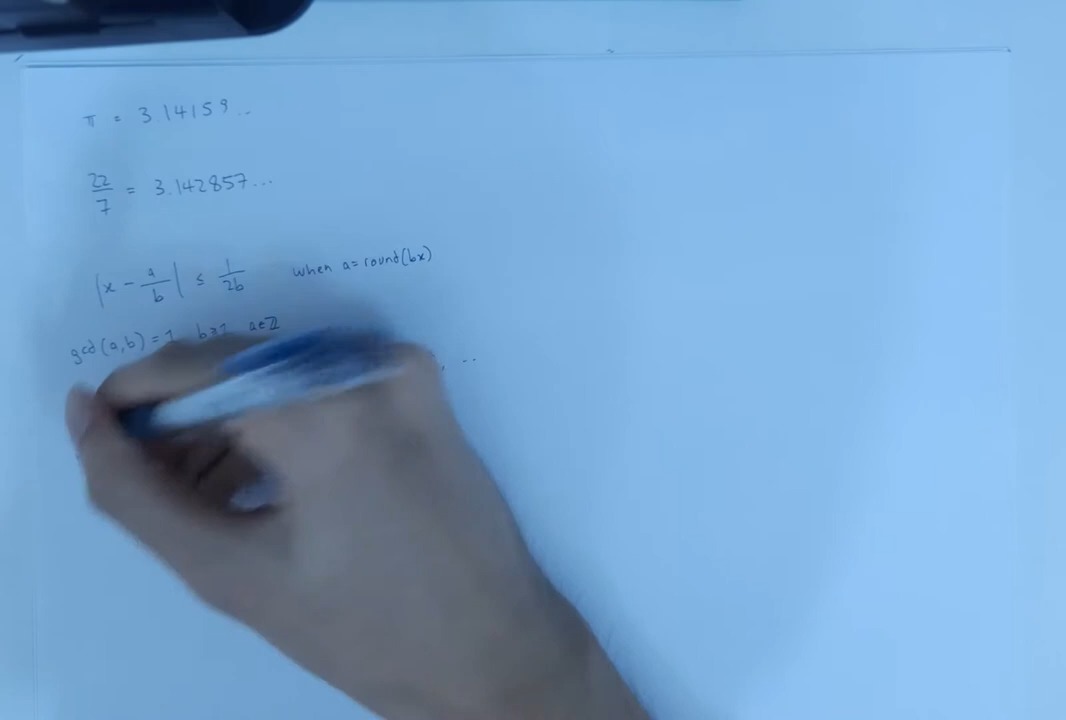 π = 3.14159..
22/7 = 3.142857...
|x - a/b| ≤ 1/2b when a=round(bx)
gcd(a,b)=1 b≥1 a∈ℤ
, ..